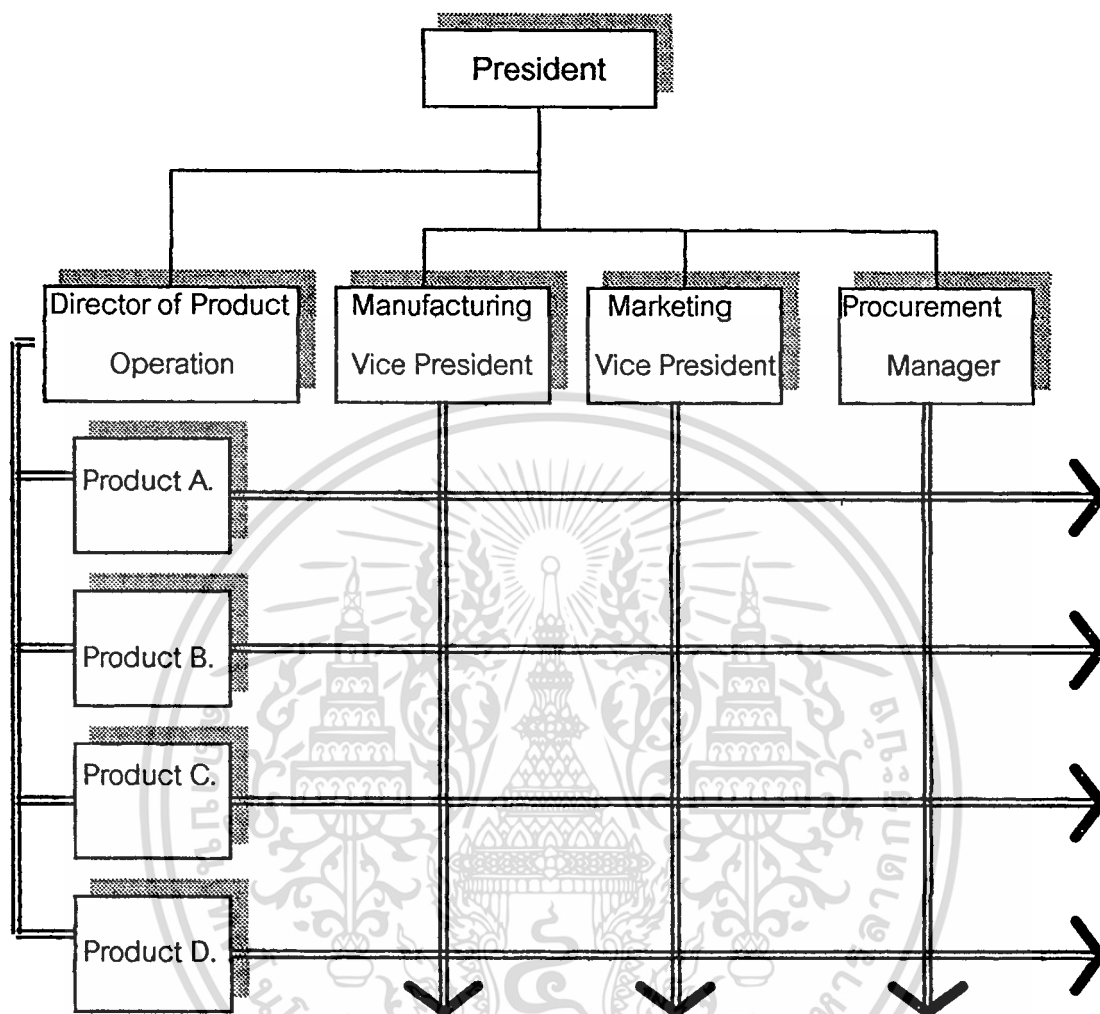 President
Director of Product
Operation
Manufacturing
Vice President
Marketing
Vice President
Procurement
Manager
Product A.
Product B.
Product C.
Product D.